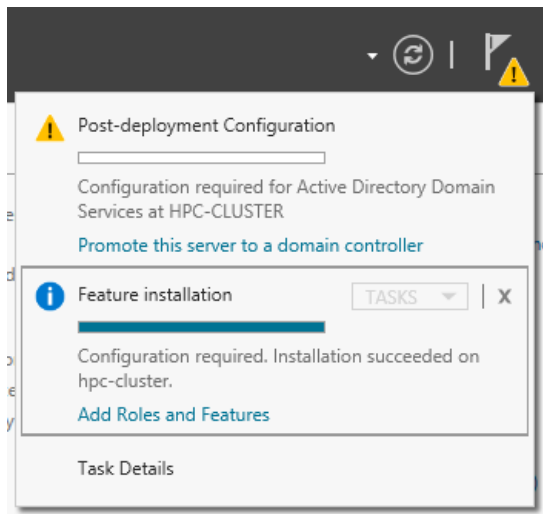 Post-deployment Configuration
Configuration required for Active Directory Domain
Services at HPC-CLUSTER
Promote this server to a domain controller
Feature installation
TASKS
X
Configuration required. Installation succeeded on
hpc-cluster.
Add Roles and Features
Task Details